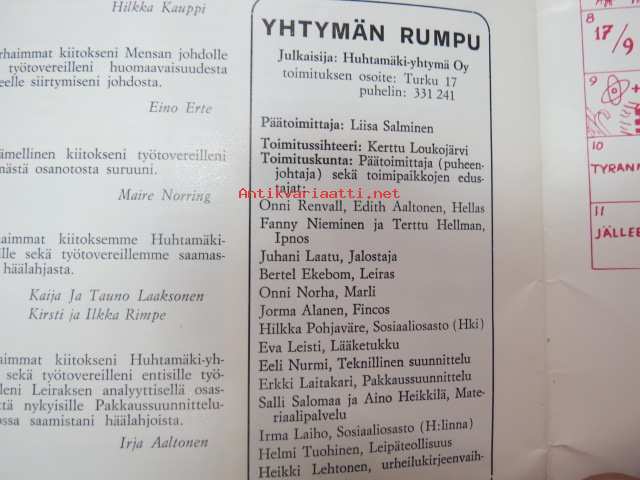 Hilkka Kauppi
rhaimmat kiitokseni Mensan johdolle
työtovereilleni huomaavaisuudesta
eelle siirtymiseni johdosta.
Eino Erte
ämellinen kiitokseni työtovereilleni
nästä osanotosta suruuni.
Maire Norring
aimmat kiitoksemme Huhtamäki-
ille sekä työtovereillemme saamas-
häälahjasta.
Kaija Ja Tauno Laaksonen
Kirsti ja Ilkka Rimpe
aimmat kiitokseni Huhtamäki-yh-
sekä työtovereilleni entisille työ-
leni Leiraksen analyyttisellä osas-
ttä nykyisille Pakkaussuunnittelu-
ossa saamistani häälahjoista.
Irja Aaltonen
YHTYMÄN RUMPU
Julkaisija: Huhtamäki-yhtymä Oy
toimituksen osoite: Turku 17
puhelin: 331 241
Päätoimittaja: Liisa Salminen
Toimitussihteeri: Kerttu Loukojärvi
Toimituskunta: Päätoimittaja (puheen-
johtaja) sekä toimipaikkojen edus-
tajat:
Onni Renvall, Edith Aaltonen, Hellas
Fanny Nieminen ja Terttu Hellman,
Ipnos
Juhani Laatu, Jalostaja
Bertel Ekebom, Leiras
Onni Norha, Marli
Jorma Alanen, Fincos
Hilkka Pohjaväre, Sosiaaliosasto (Hki)
Eva Leisti, Lääketukku
Eeli Nurmi, Teknillinen suunnittelu
Erkki Laitakari, Pakkaussuunnittelu
Salli Salomaa ja Aino Heikkilä, Mate-
riaalipalvelu
Irma Laiho, Sosiaaliosasto (H:linna)
Helmi Tuohinen, Leipäteollisuus
Heikki Lehtonen, urheilukirjeenvaih-
Antikvariaatti.net
8
17/9
9
+
10
TYRANN
11
JÄLLEE